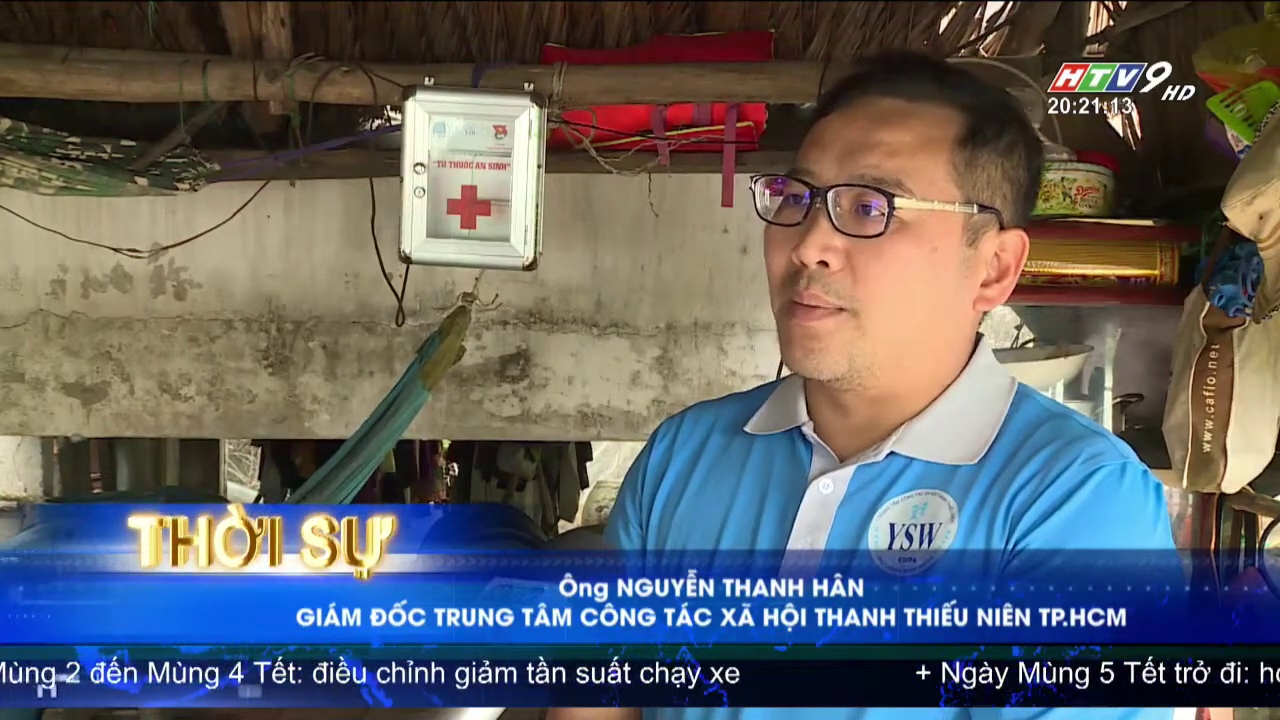 HTV9 HD
20:21:13
YSW
"TỦ THUỐC AN SINH"
www.cafio.net
YSW
THỜI SỰ
Ông NGUYỄN THANH HÂN
GIÁM ĐỐC TRUNG TÂM CÔNG TÁC XÃ HỘI THANH THIẾU NIÊN TP.HCM
Mùng 2 đến Mùng 4 Tết: điều chỉnh giảm tần suất chạy xe
+ Ngày Mùng 5 Tết trở đi: